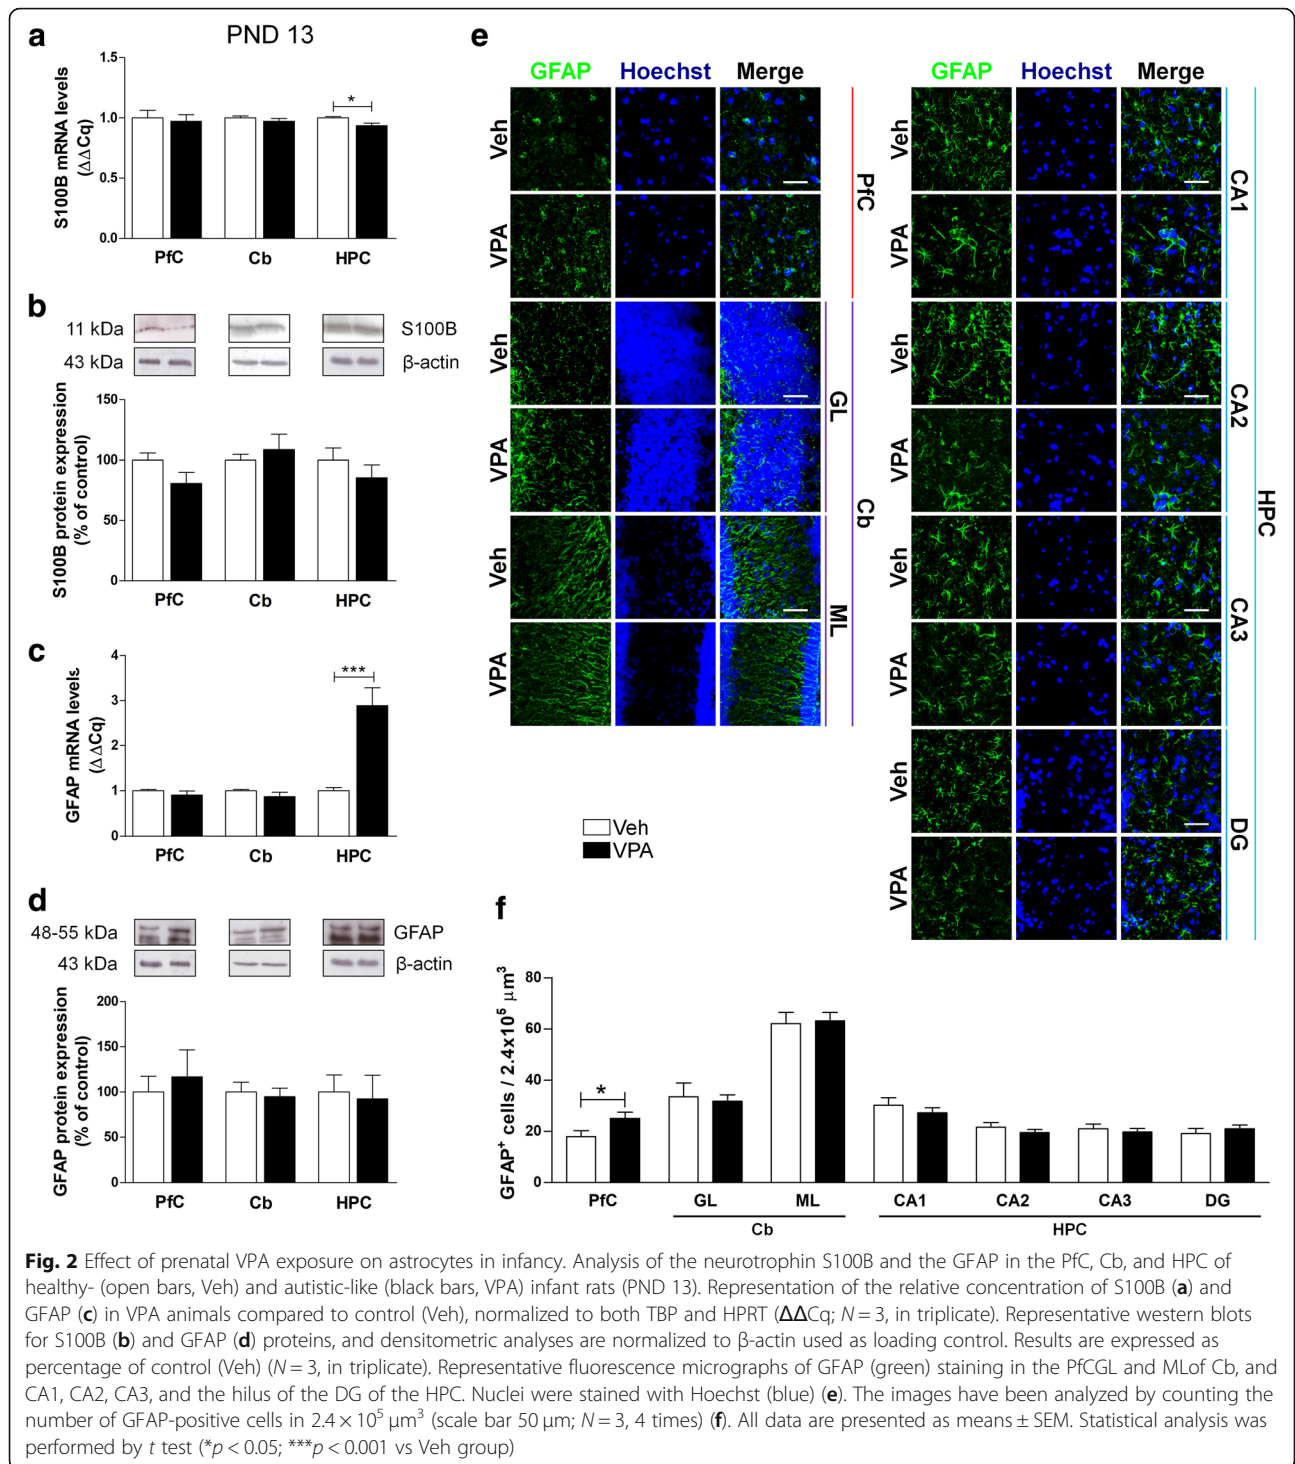 a
PND 13
1.5
1.0
0.5
0.0
S100B mRNA levels
(ΔΔCq)
*
PfC Cb HPC
b
11 kDa S100B
43 kDa β-actin
150
100
50
0
S100B protein expression
(% of control)
PfC Cb HPC
c
4
3
2
1
0
GFAP mRNA levels
(ΔΔCq)
***
PfC Cb HPC
d
48-55 kDa GFAP
43 kDa β-actin
200
150
100
50
0
GFAP protein expression
(% of control)
PfC Cb HPC
e
GFAP Hoechst Merge
Veh
VPA
PfC
Veh
VPA
GL
Veh
VPA
ML
Cb
GFAP Hoechst Merge
Veh
VPA
CA1
Veh
VPA
CA2
Veh
VPA
CA3
Veh
VPA
DG
HPC
Veh
VPA
f
80
60
40
20
0
GFAP⁺ cells / 2.4x10⁵ µm³
*
PfC GL ML CA1 CA2 CA3 DG
Cb HPC
Fig. 2 Effect of prenatal VPA exposure on astrocytes in infancy. Analysis of the neurotrophin S100B and the GFAP in the PfC, Cb, and HPC of
healthy- (open bars, Veh) and autistic-like (black bars, VPA) infant rats (PND 13). Representation of the relative concentration of S100B (a) and
GFAP (c) in VPA animals compared to control (Veh), normalized to both TBP and HPRT (ΔΔCq; N = 3, in triplicate). Representative western blots
for S100B (b) and GFAP (d) proteins, and densitometric analyses are normalized to β-actin used as loading control. Results are expressed as
percentage of control (Veh) (N = 3, in triplicate). Representative fluorescence micrographs of GFAP (green) staining in the PfCGL and MLof Cb, and
CA1, CA2, CA3, and the hilus of the DG of the HPC. Nuclei were stained with Hoechst (blue) (e). The images have been analyzed by counting the
number of GFAP-positive cells in 2.4 × 10⁵ µm³ (scale bar 50 µm; N = 3, 4 times) (f). All data are presented as means ± SEM. Statistical analysis was
performed by t test (*p < 0.05; ***p < 0.001 vs Veh group)